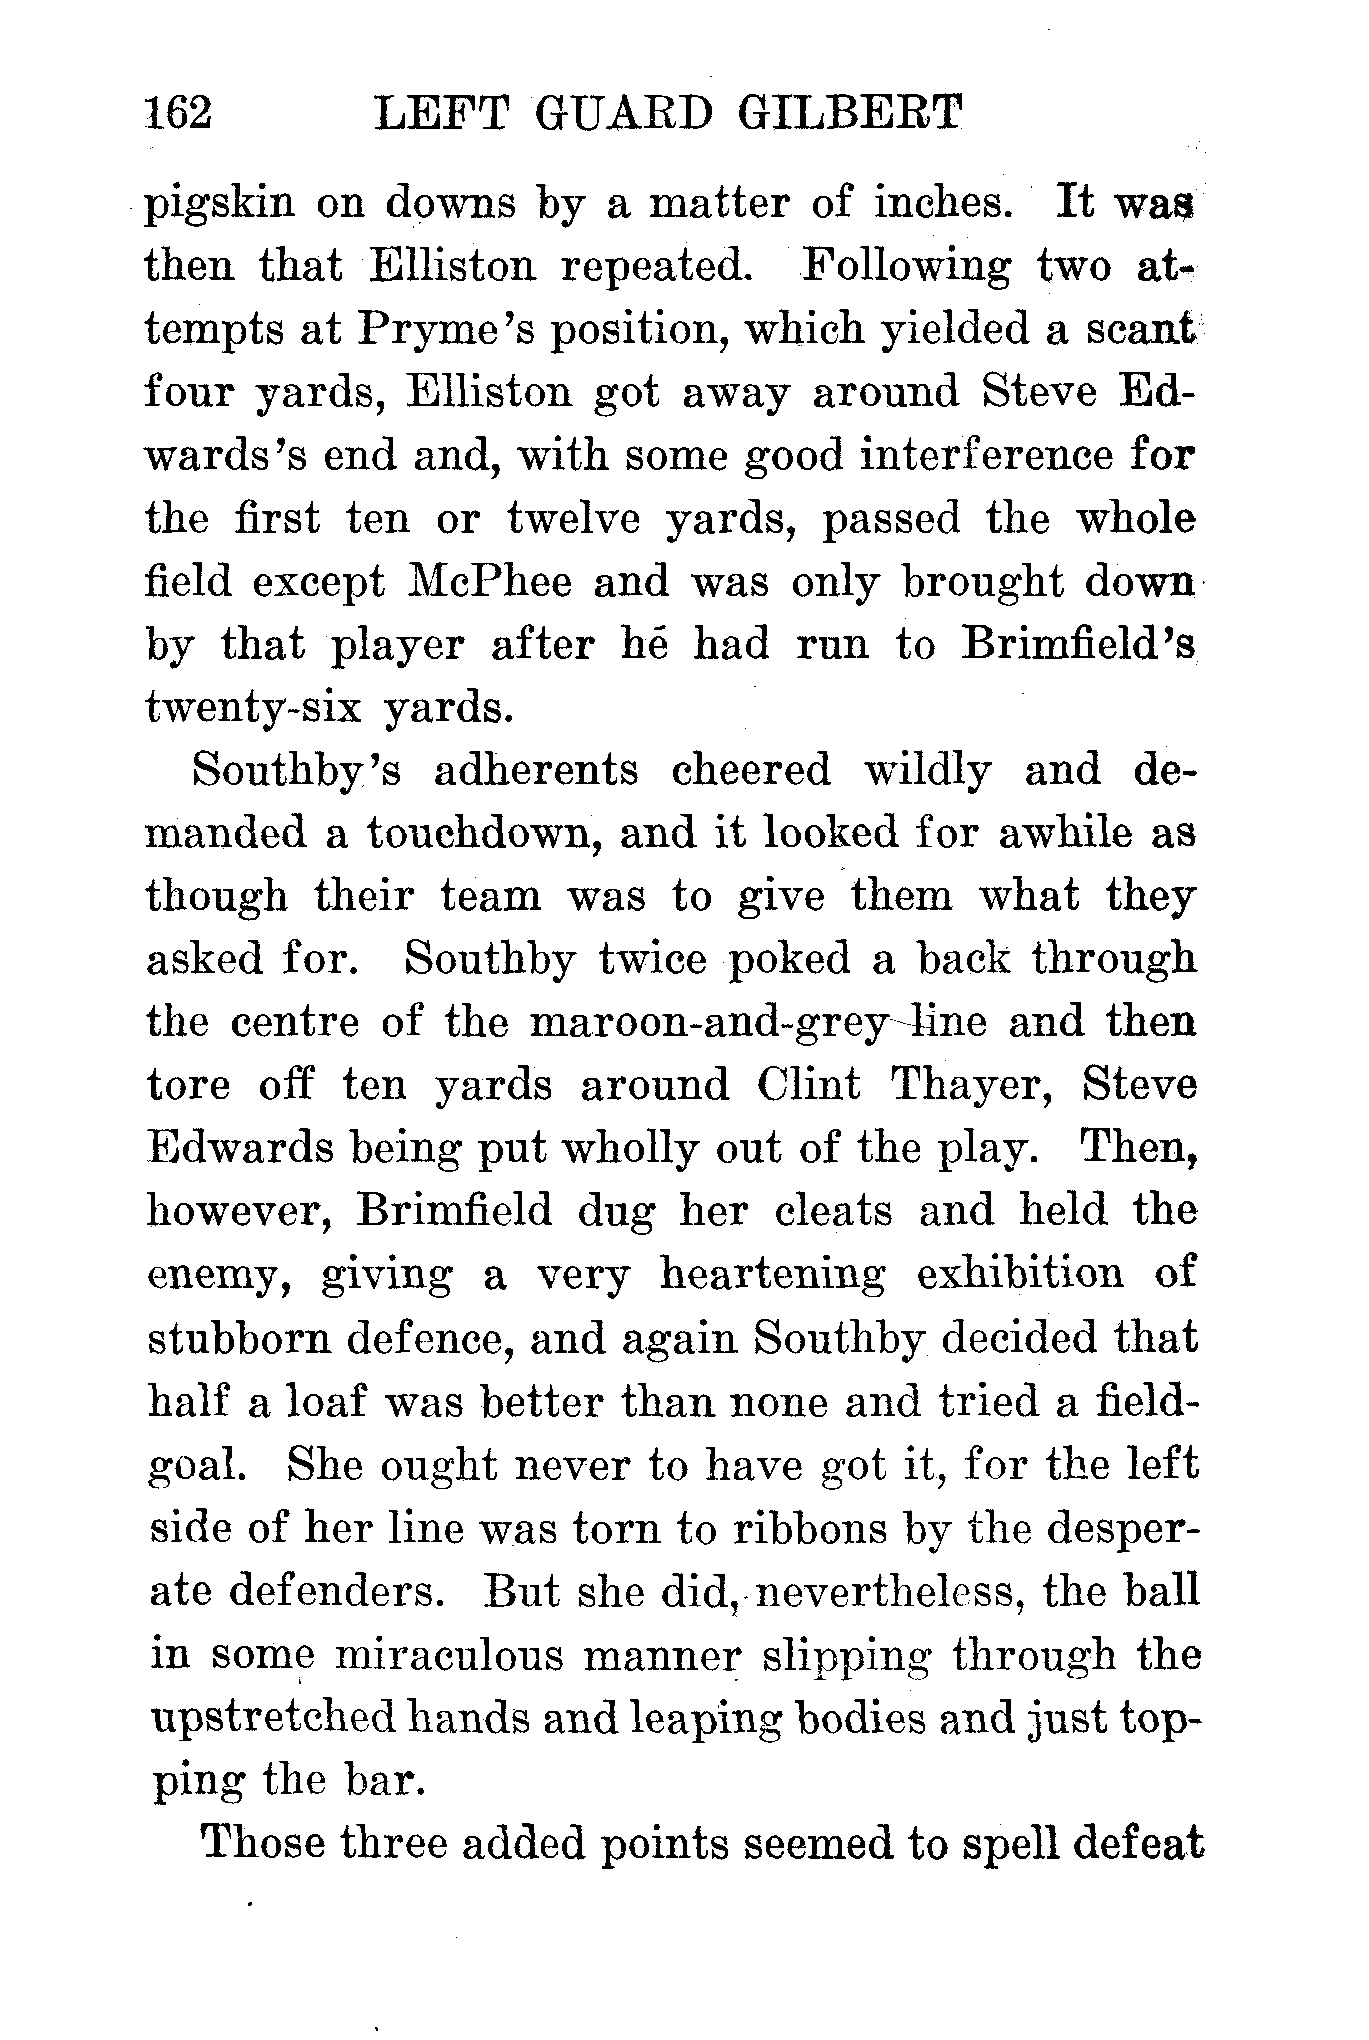 162 LEFT GUARD GILBERT
pigskin on downs by a matter of inches. It was
then that Elliston repeated. Following two at-
tempts at Pryme's position, which yielded a scant
four yards, Elliston got away around Steve Ed-
wards's end and, with some good interference for
the first ten or twelve yards, passed the whole
field except McPhee and was only brought down
by that player after he had run to Brimfield's
twenty-six yards.
Southby's adherents cheered wildly and de-
manded a touchdown, and it looked for awhile as
though their team was to give them what they
asked for. Southby twice poked a back through
the centre of the maroon-and-grey line and then
tore off ten yards around Clint Thayer, Steve
Edwards being put wholly out of the play. Then,
however, Brimfield dug her cleats and held the
enemy, giving a very heartening exhibition of
stubborn defence, and again Southby decided that
half a loaf was better than none and tried a field-
goal. She ought never to have got it, for the left
side of her line was torn to ribbons by the desper-
ate defenders. But she did, nevertheless, the ball
in some miraculous manner slipping through the
upstretched hands and leaping bodies and just top-
ping the bar.
Those three added points seemed to spell defeat